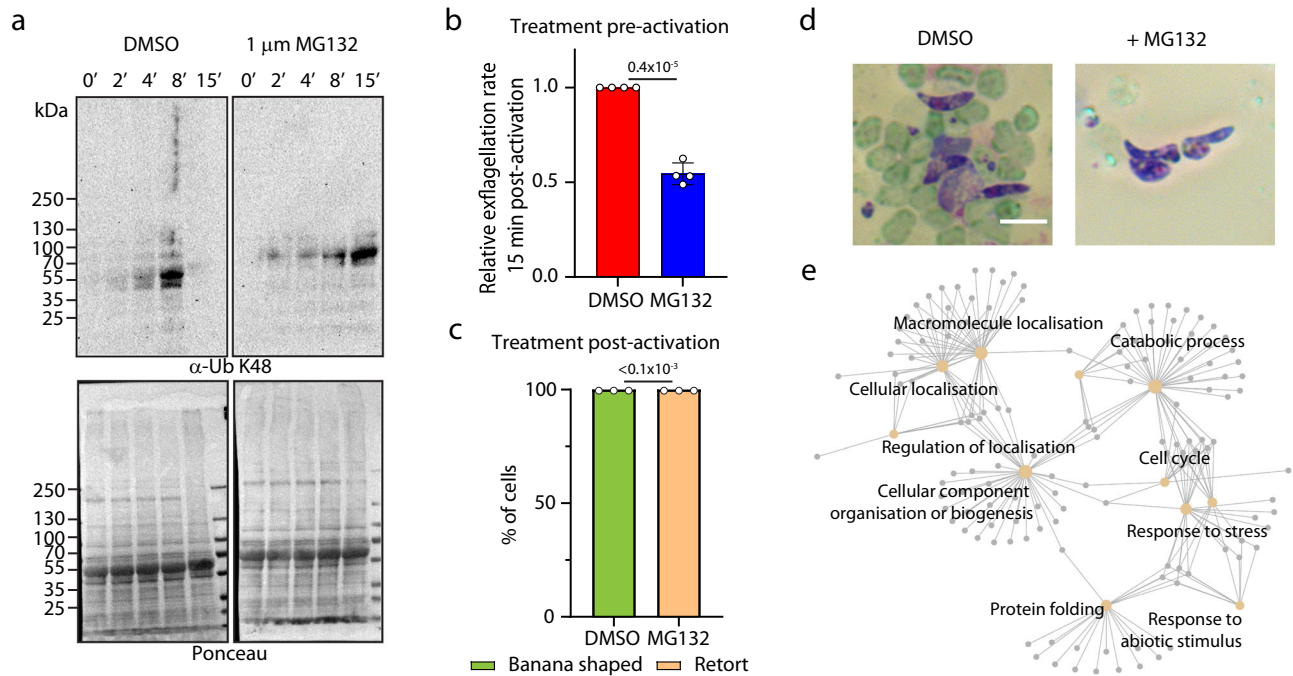 a
DMSO
1 μm MG132
0’ 2’ 4’ 8’ 15’
0’ 2’ 4’ 8’ 15’
kDa
250
130
100
70
55
35
25
α-Ub K48
250
130
100
70
55
35
25
Ponceau
b
Treatment pre-activation
Relative exflagellation rate
15 min post-activation
0.4x10-5
1.0
0.5
0.0
DMSO MG132
c
Treatment post-activation
<0.1x10-3
% of cells
100
50
0
DMSO MG132
Banana shaped
Retort
d
DMSO
+ MG132
e
Macromolecule localisation
Catabolic process
Cellular localisation
Regulation of localisation
Cell cycle
Cellular component
organisation or biogenesis
Response to stress
Protein folding
Response to
abiotic stimulus